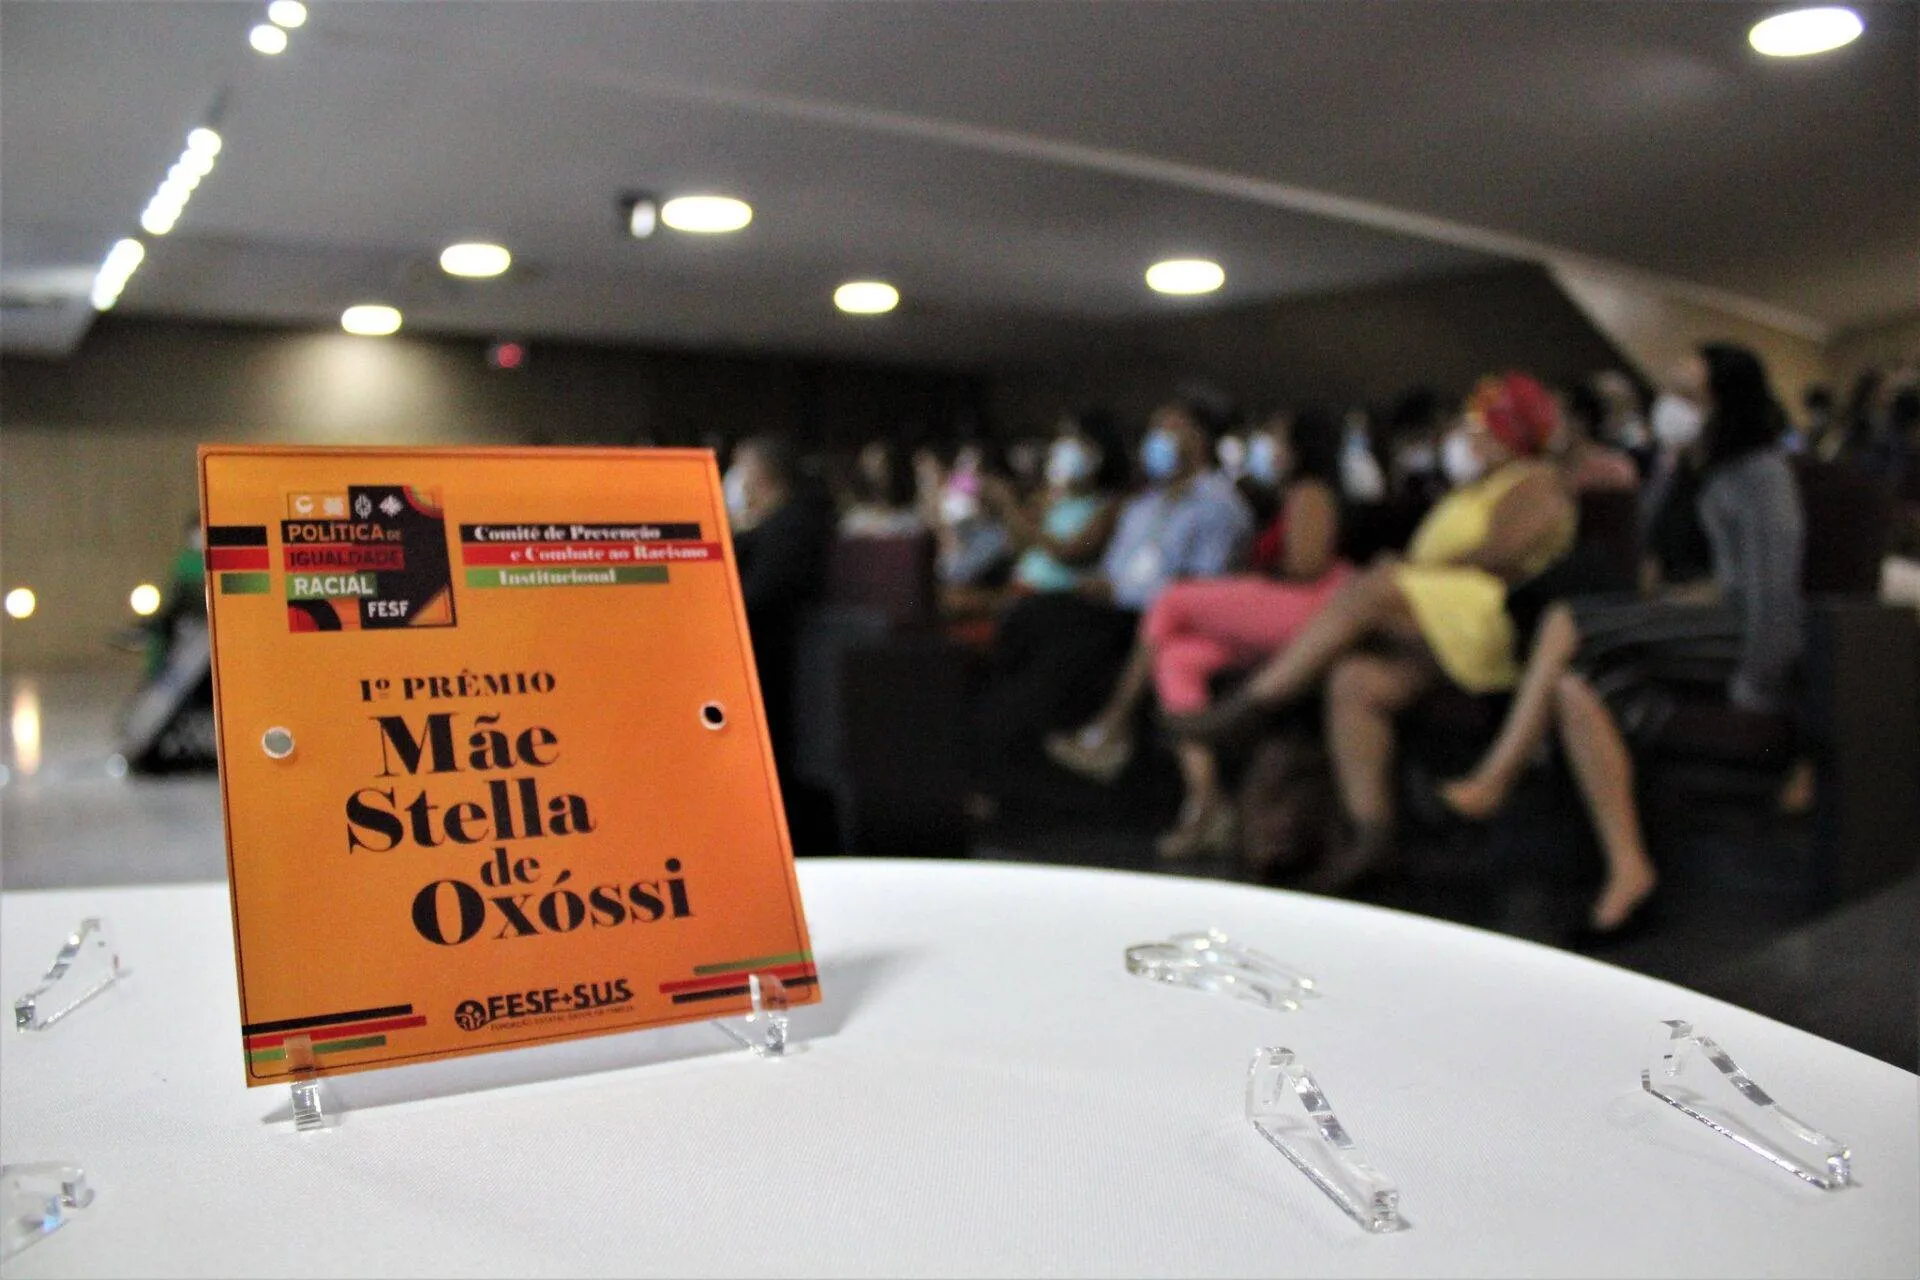 POLÍTICA DE
IGUALDADE
RACIAL
FESF
Comitê de Prevenção
e Combate ao Racismo
Institucional
1º PRÊMIO
Mãe
Stella
de
Oxóssi
FESF+SUS